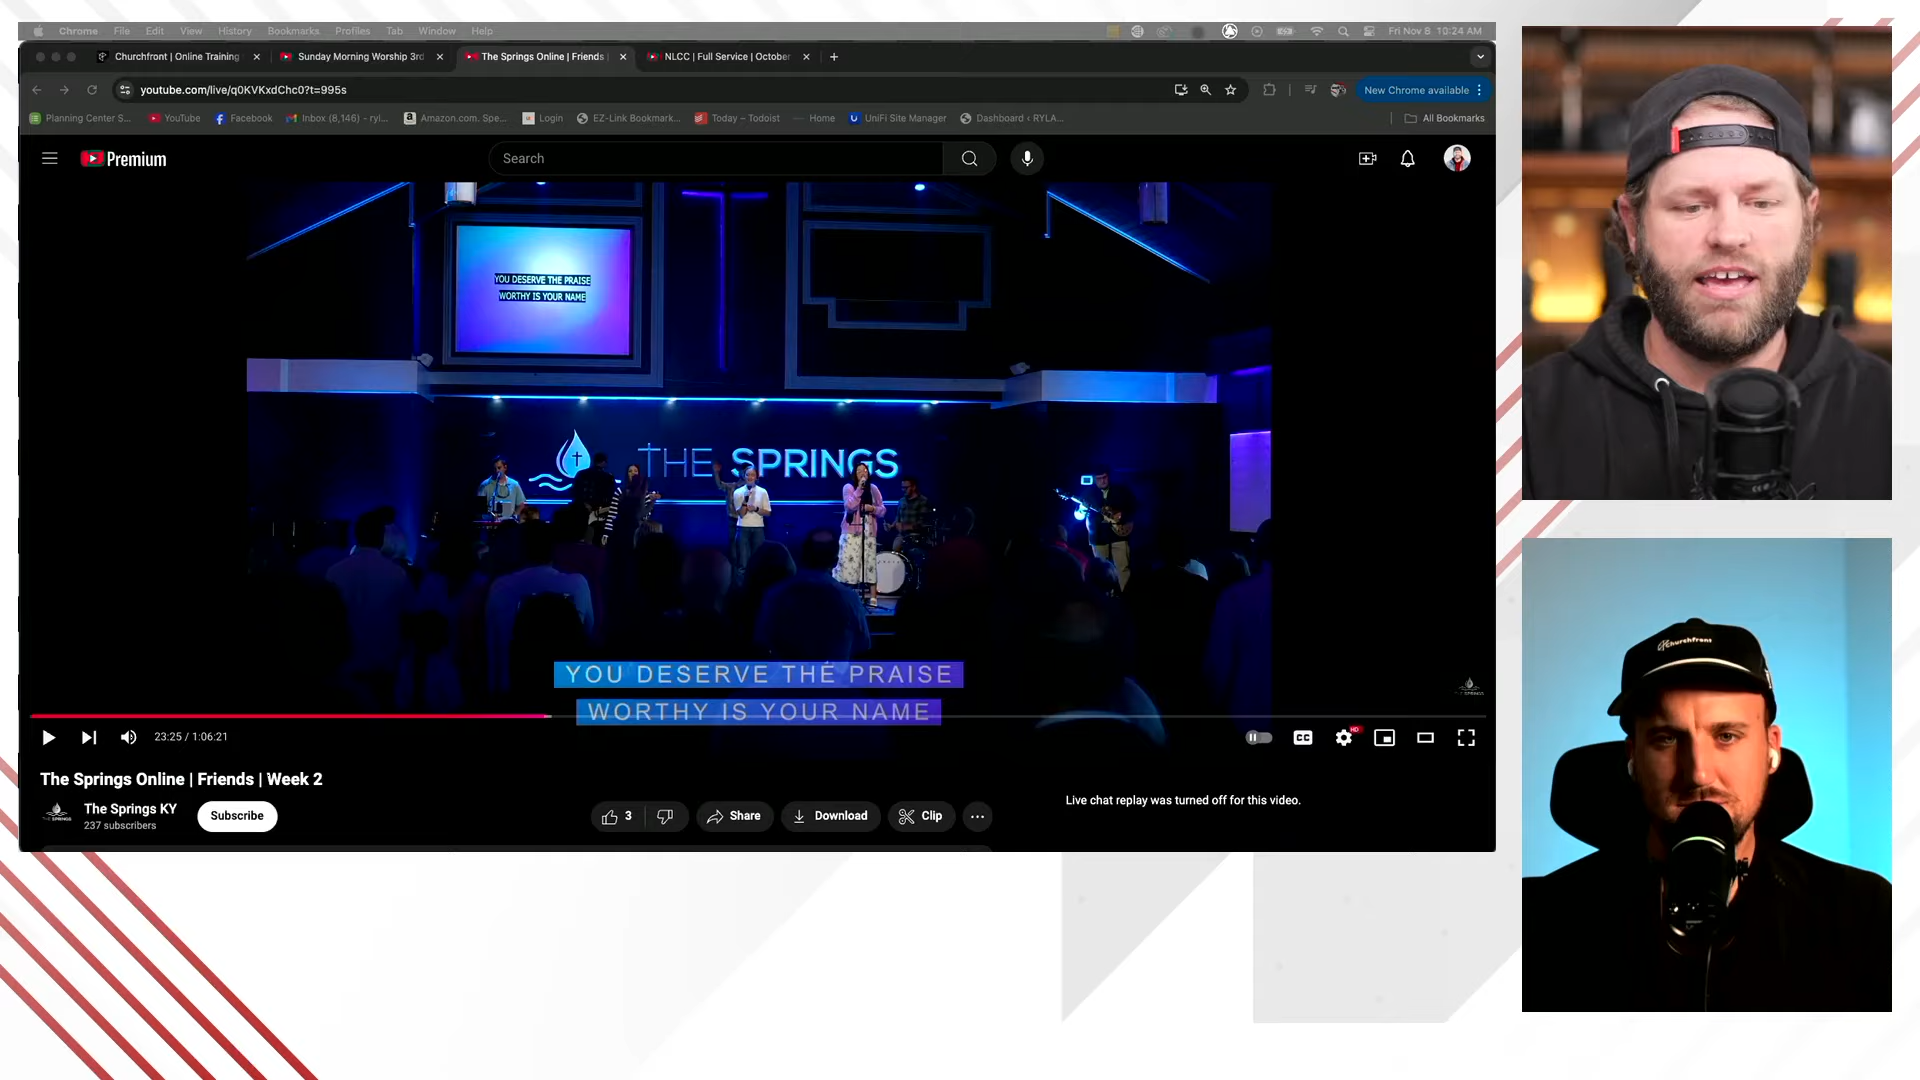 Chrome File Edit View History Bookmarks Profiles Tab Window Help
Fri Nov 8 10:24 AM
Churchfront | Online Training
Sunday Morning Worship 3rd
The Springs Online | Friends |
NLCC | Full Service | October
youtube.com/live/q0KVKxdChc0?t=995s
New Chrome available
Planning Center S...
YouTube
Facebook
Inbox (8,146) - ryl...
Amazon.com. Spe...
Login
EZ-Link Bookmark...
Today – Todoist
Home
UniFi Site Manager
Dashboard ‹ RYLA...
All Bookmarks
Premium
Search
YOU DESERVE THE PRAISE
WORTHY IS YOUR NAME
THE SPRINGS
YOU DESERVE THE PRAISE
WORTHY IS YOUR NAME
23:25 / 1:06:21
CC
HD
The Springs Online | Friends | Week 2
The Springs KY
237 subscribers
Subscribe
3
Share
Download
Clip
Live chat replay was turned off for this video.
Churchfront